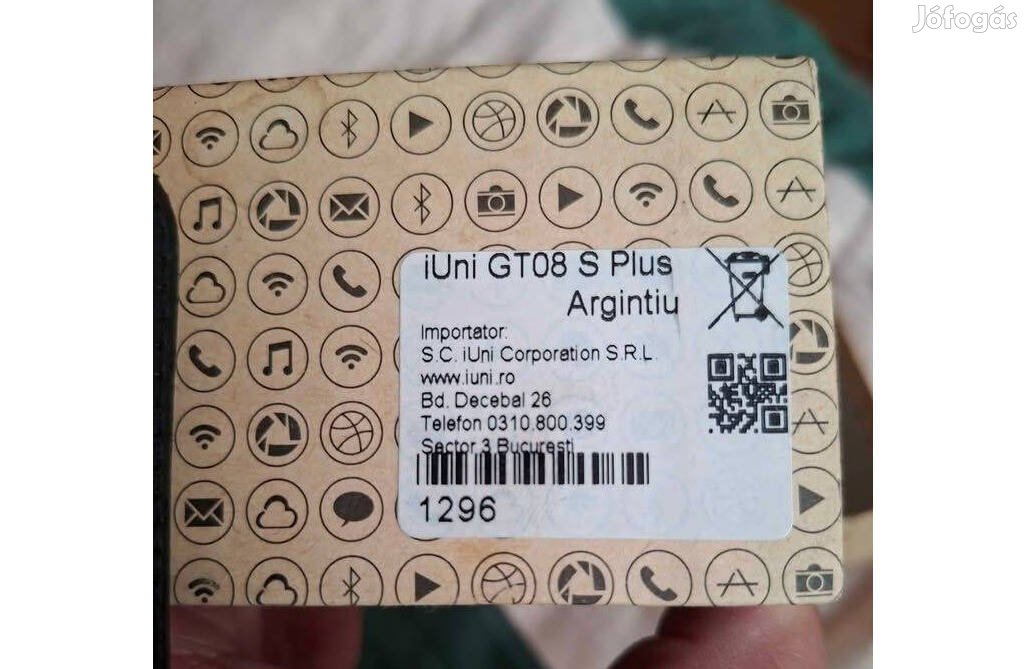 Jófogás
iUni GT08 S Plus
Argintiu
Importator:
S.C. iUni Corporation S.R.L.
www.iuni.ro
Bd. Decebal 26
Telefon 0310.800.399
Sector 3 Bucuresti
1296